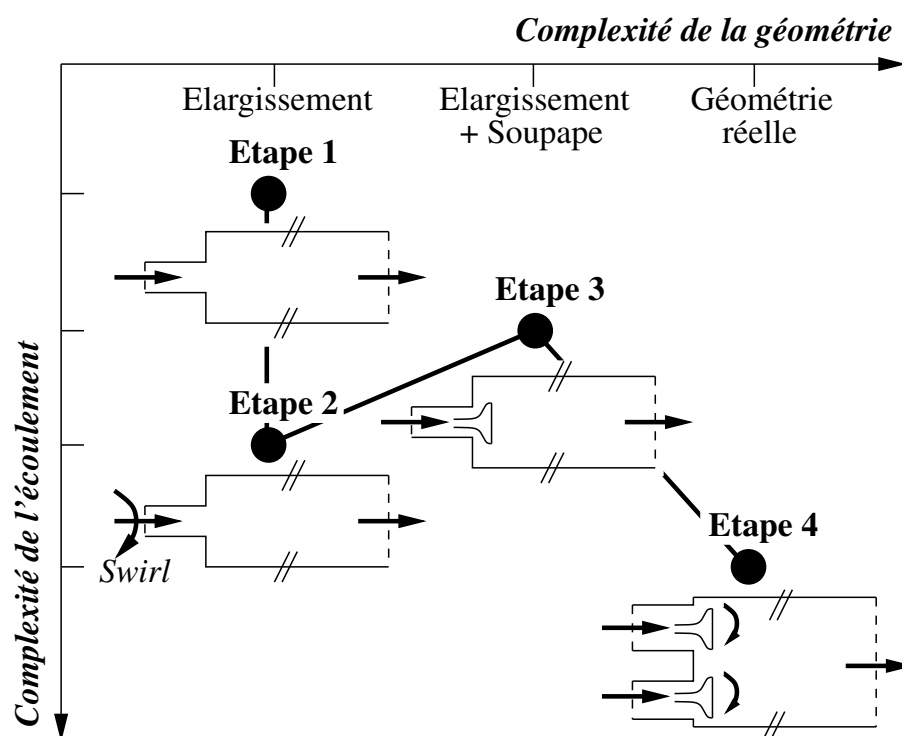 Complexité de la géométrie
Elargissement
Elargissement
+ Soupape
Géométrie
réelle
Etape 1
Etape 3
Etape 2
Swirl
Etape 4
Complexité de l'écoulement